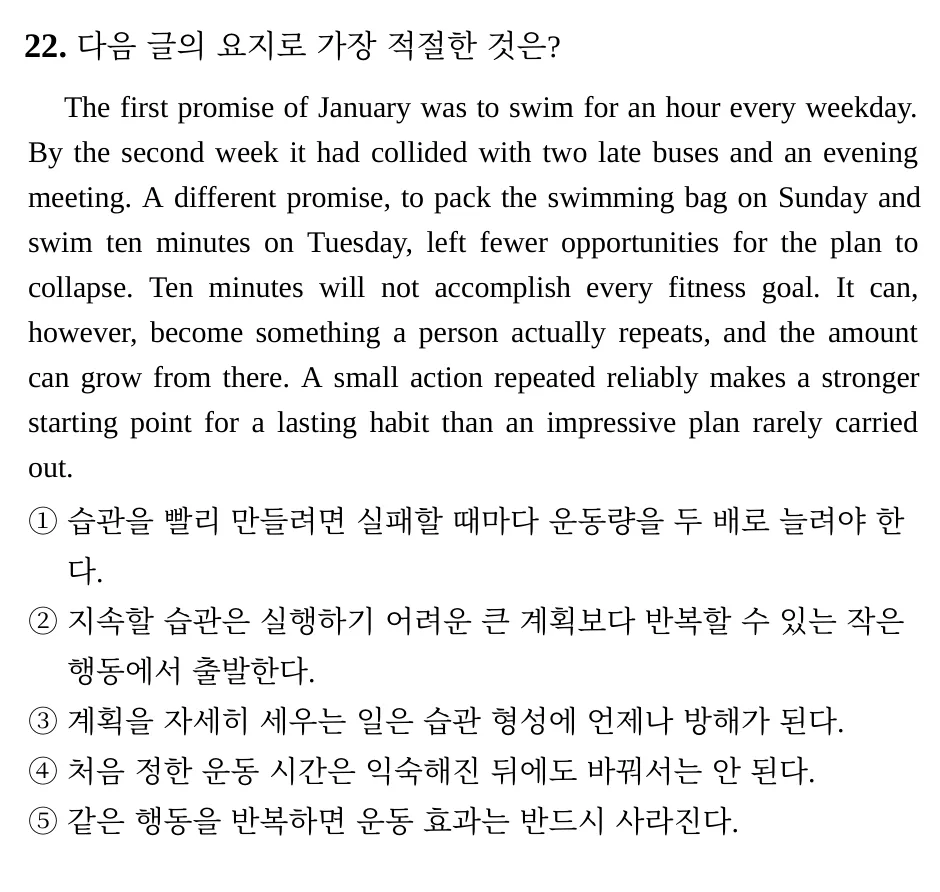 22. 다음 글의 요지로 가장 적절한 것은?
The first promise of January was to swim for an hour every weekday.
By the second week it had collided with two late buses and an evening
meeting. A different promise, to pack the swimming bag on Sunday and
swim ten minutes on Tuesday, left fewer opportunities for the plan to
collapse. Ten minutes will not accomplish every fitness goal. It can,
however, become something a person actually repeats, and the amount
can grow from there. A small action repeated reliably makes a stronger
starting point for a lasting habit than an impressive plan rarely carried
out.
① 습관을 빨리 만들려면 실패할 때마다 운동량을 두 배로 늘려야 한
다.
② 지속할 습관은 실행하기 어려운 큰 계획보다 반복할 수 있는 작은
행동에서 출발한다.
③ 계획을 자세히 세우는 일은 습관 형성에 언제나 방해가 된다.
④ 처음 정한 운동 시간은 익숙해진 뒤에도 바꿔서는 안 된다.
⑤ 같은 행동을 반복하면 운동 효과는 반드시 사라진다.